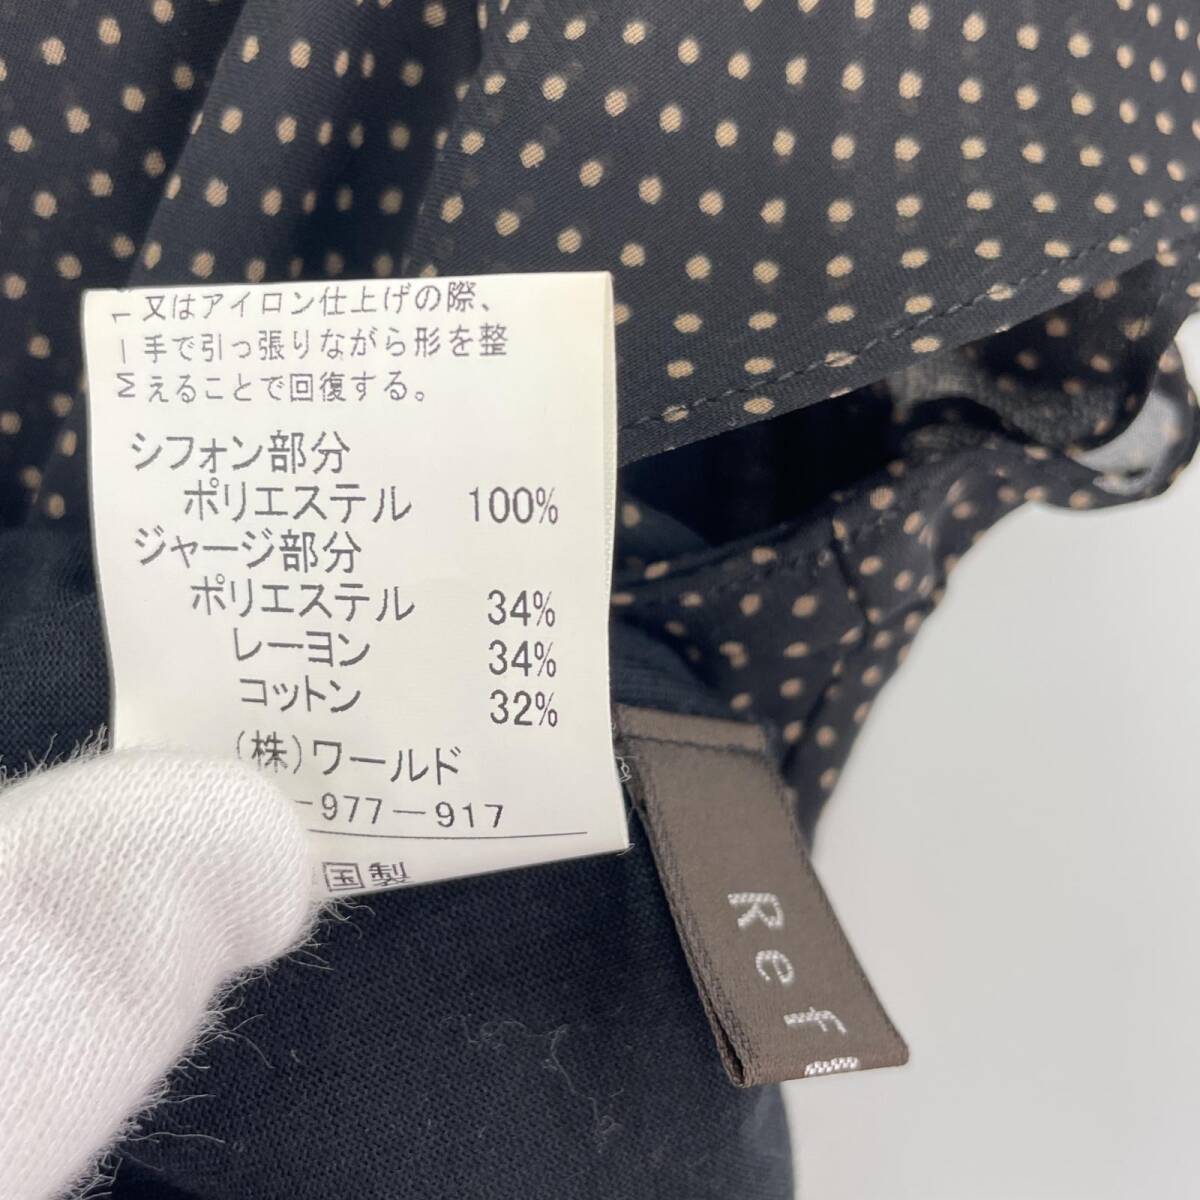 又はアイロン仕上げの際、
手で引っ張りながら形を整
えることで回復する。
シフォン部分
ポリエステル 100%
ジャージ部分
ポリエステル 34%
レーヨン 34%
コットン 32%
(株)ワールド
-977-917
国製
Ref